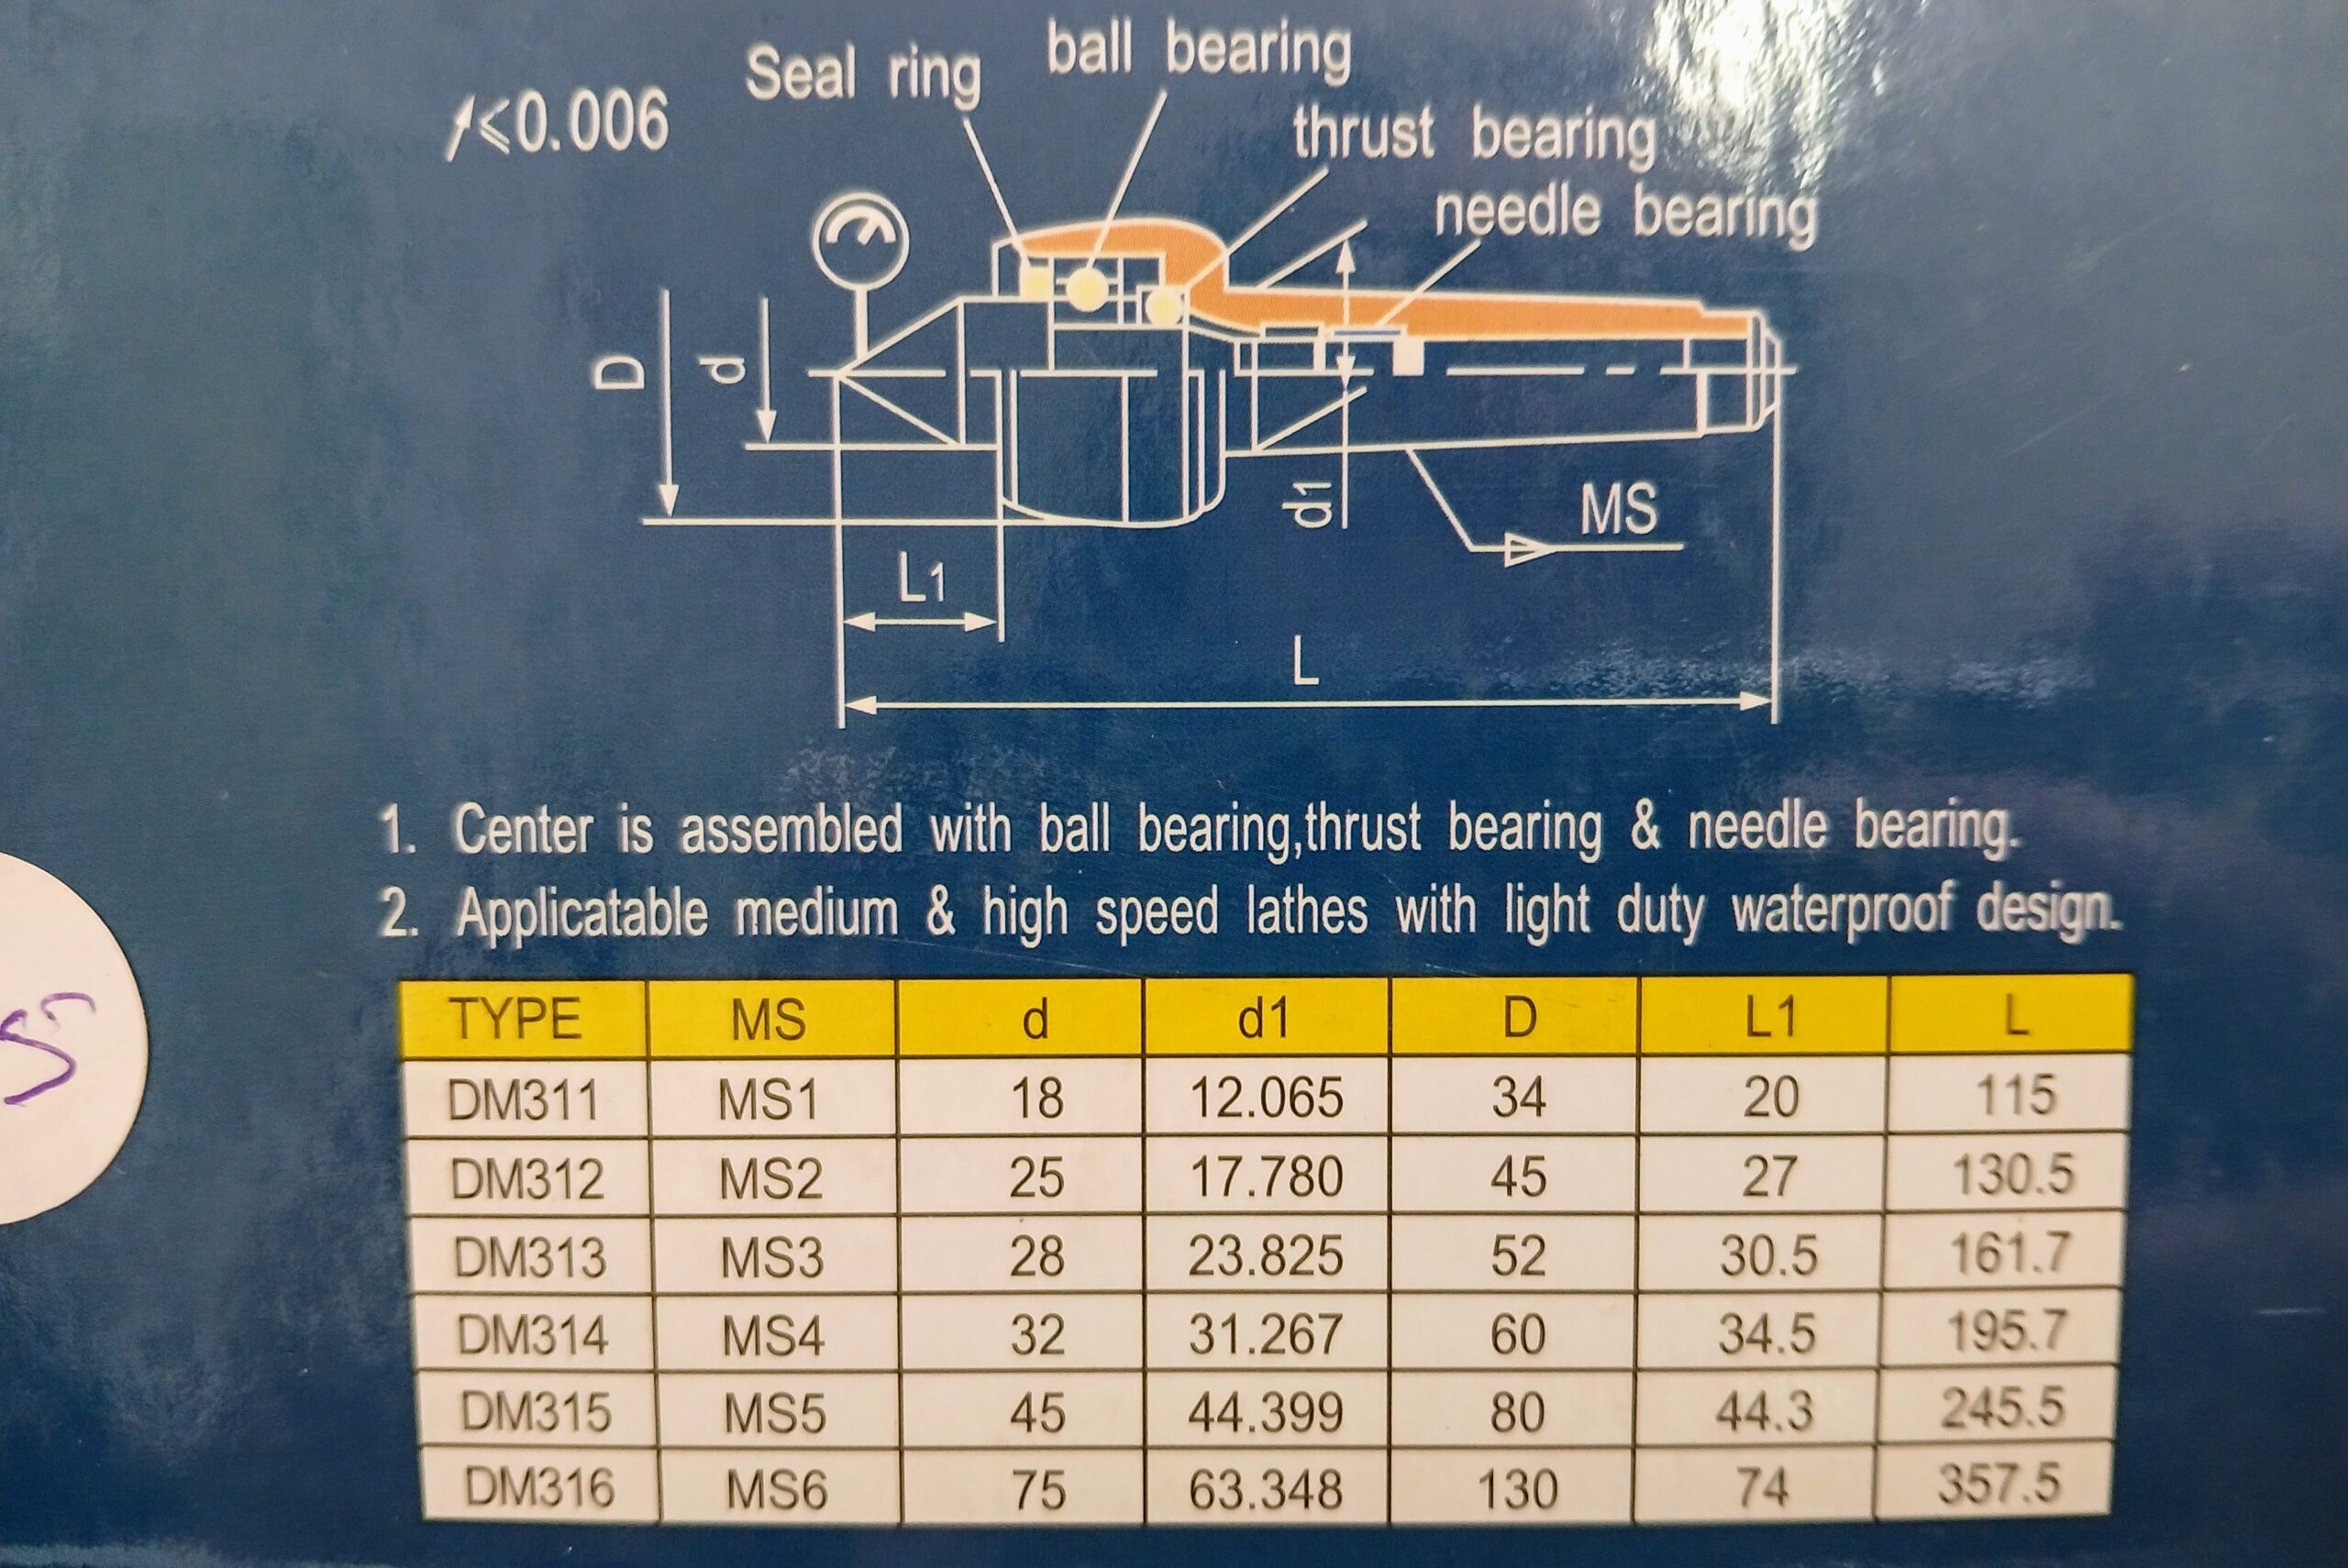 Seal ring
ball bearing
≤0.006
thrust bearing
needle bearing
D
d
d1
MS
L1
L
1. Center is assembled with ball bearing,thrust bearing & needle bearing.
2. Applicatable medium & high speed lathes with light duty waterproof design.
TYPE MS d d1 D L1 L
DM311 MS1 18 12.065 34 20 115
DM312 MS2 25 17.780 45 27 130.5
DM313 MS3 28 23.825 52 30.5 161.7
DM314 MS4 32 31.267 60 34.5 195.7
DM315 MS5 45 44.399 80 44.3 245.5
DM316 MS6 75 63.348 130 74 357.5